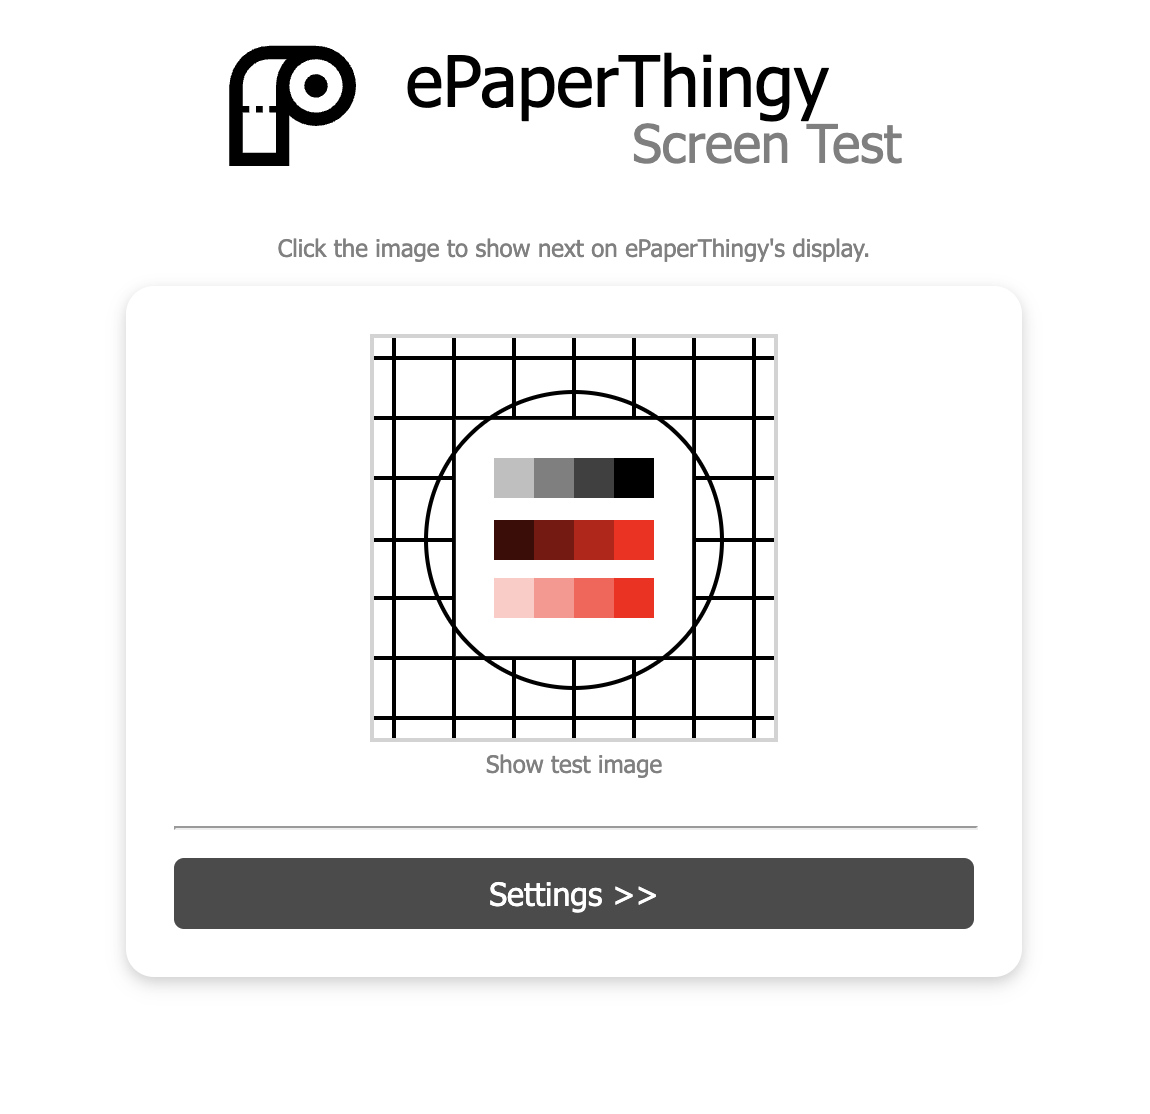 ePaperThingy
Screen Test
Click the image to show next on ePaperThingy's display.
Show test image
Settings >>